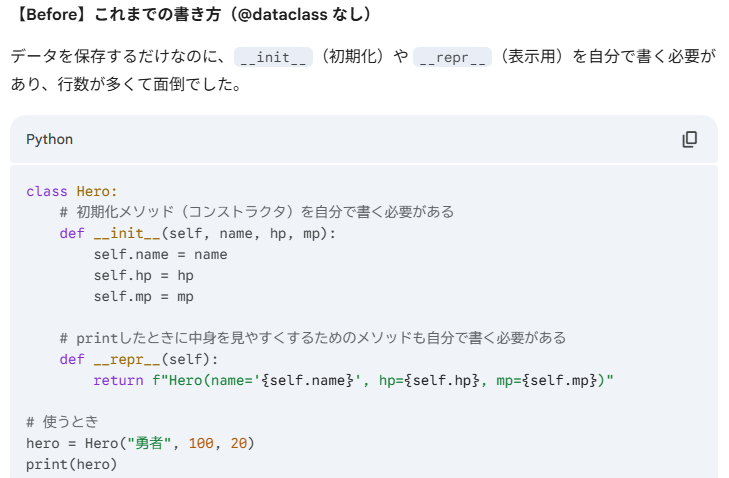 【Before】これまでの書き方（@dataclass なし）
データを保存するだけなのに、 __init__ （初期化）や __repr__ （表示用）を自分で書く必要が
あり、行数が多くて面倒でした。
Python
class Hero:
    # 初期化メソッド（コンストラクタ）を自分で書く必要がある
    def __init__(self, name, hp, mp):
        self.name = name
        self.hp = hp
        self.mp = mp
    # printしたときに中身を見やすくするためのメソッドも自分で書く必要がある
    def __repr__(self):
        return f"Hero(name='{self.name}', hp={self.hp}, mp={self.mp})"
# 使うとき
hero = Hero("勇者", 100, 20)
print(hero)